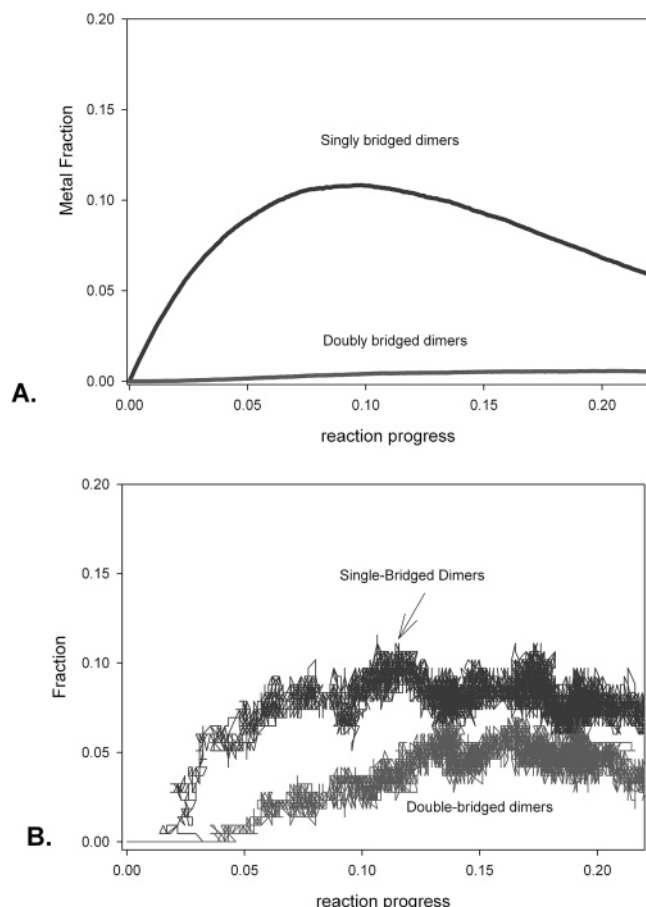 0.20
0.15
Singly bridged dimers
Metal Fraction
0.10
0.05
Doubly bridged dimers
0.00
A.
0.00 0.05 0.10 0.15 0.20
reaction progress
0.20
Single-Bridged Dimers
0.15
Fraction
0.10
0.05
Double-bridged dimers
0.00
B.
0.00 0.05 0.10 0.15 0.20
reaction progress